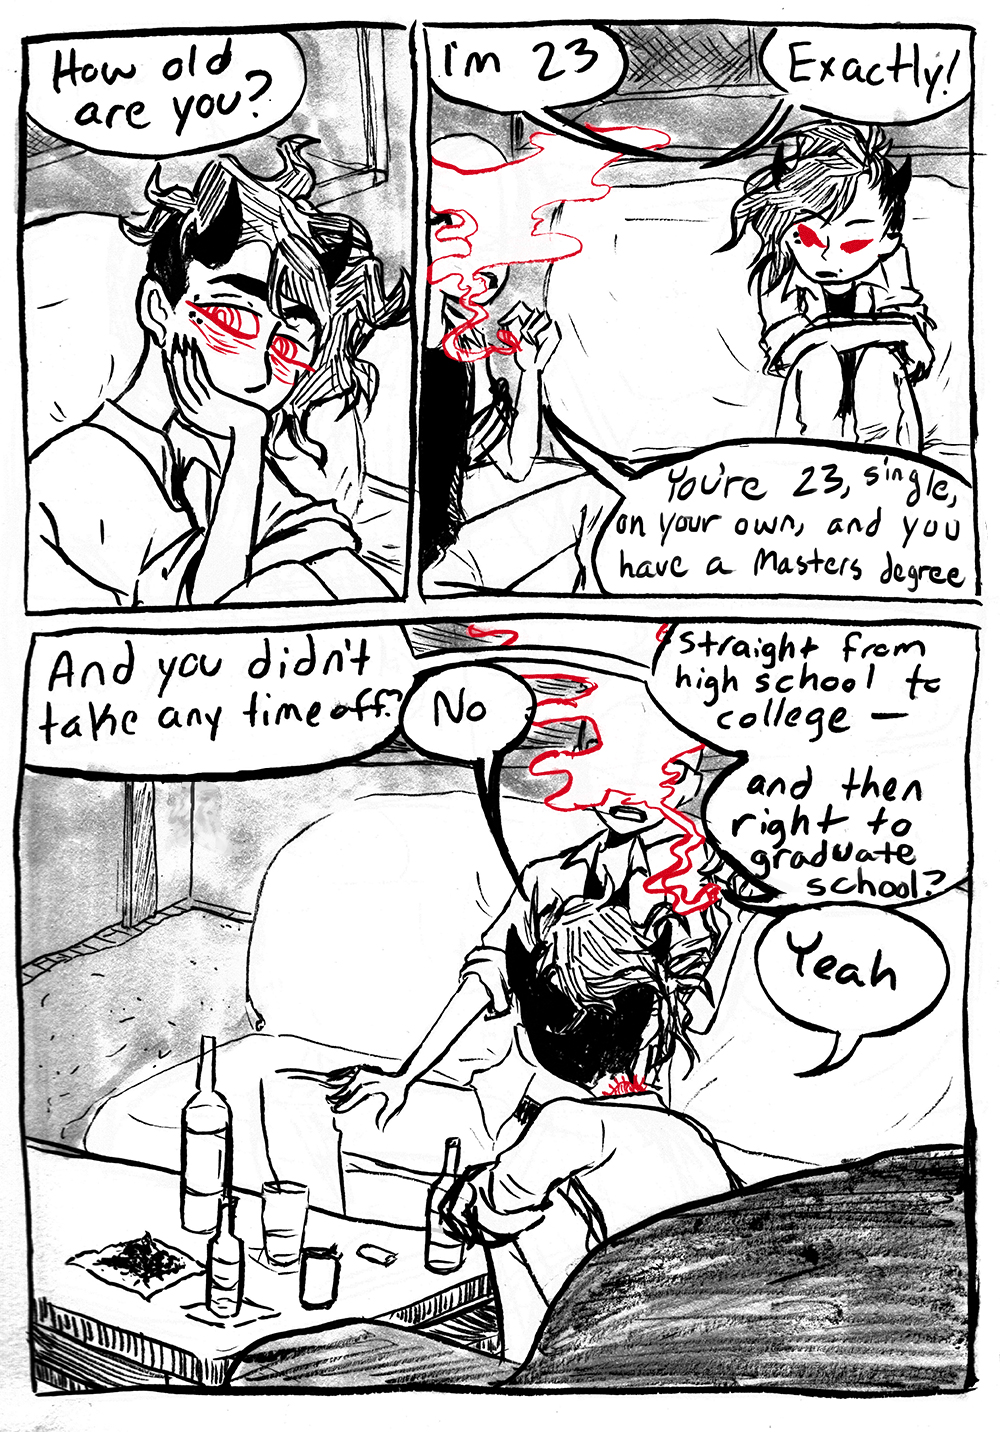 How old
are you?
I'm 23
Exactly!
You're 23, single,
on your own, and you
have a Masters degree
And you didn't
take any time off?
No
straight from
high school to
college —
and then
right to
graduate
school?
Yeah